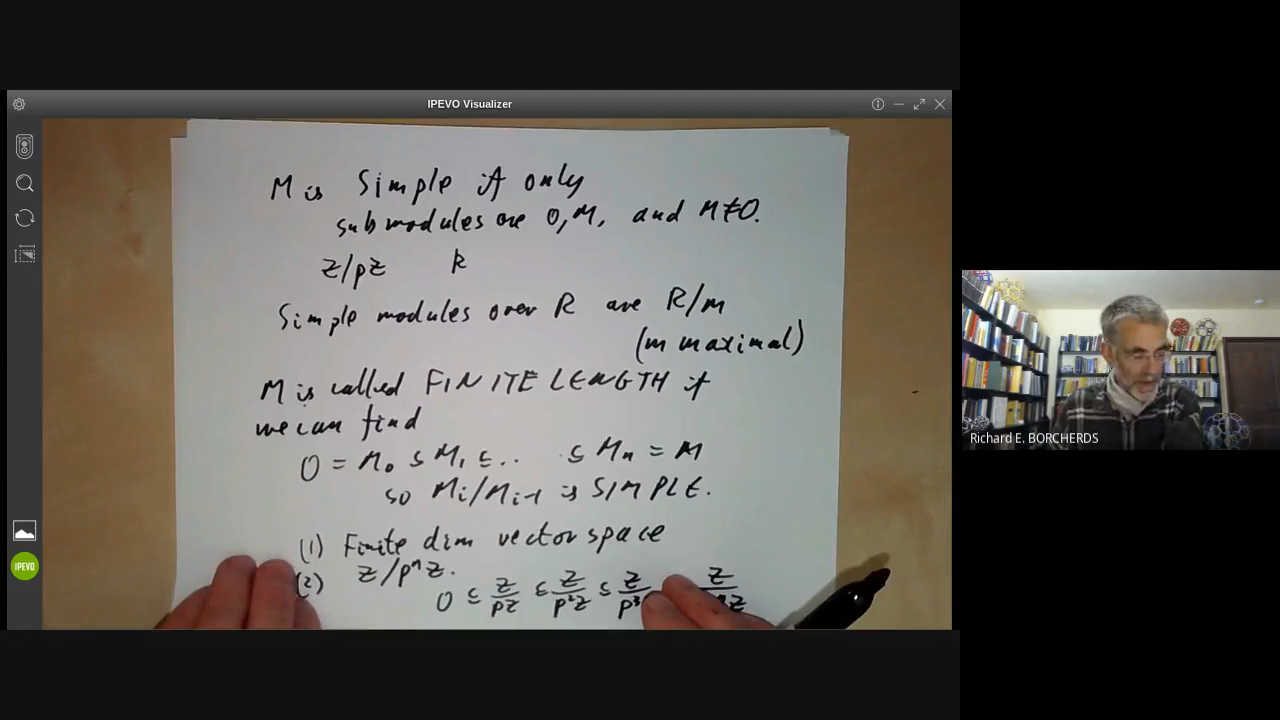 IPEVO Visualizer
M is Simple if only
submodules are 0, M, and M≠0.
Z/pZ k
Simple modules over R are R/m
(m maximal)
M is called FINITE LENGTH if
we can find
0 = M₀ ⊆ M₁ ⊆ .. ⊆ Mₙ = M
so Mᵢ/Mᵢ₋₁ is SIMPLE.
(1) Finite dim vector space
(2) Z/pⁿZ.
0 ⊆ Z/pZ ⊆ Z/p²Z ⊆ Z/p³ Z/ Z
Richard E. BORCHERDS
IPEVO